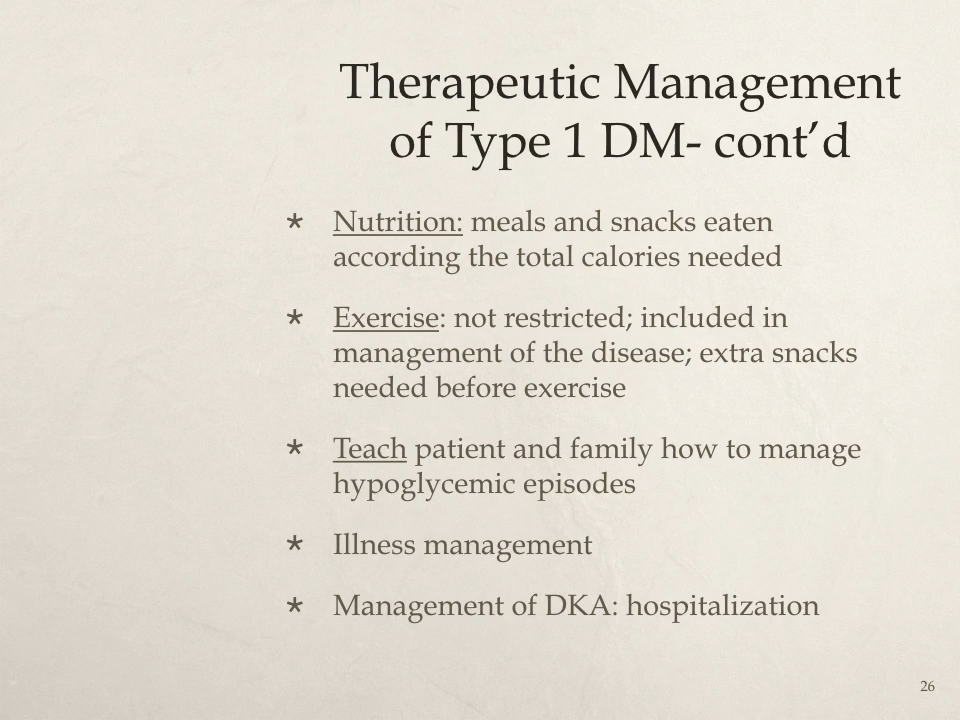 Therapeutic Management
of Type 1 DM- cont’d
* Nutrition: meals and snacks eaten
according the total calories needed
* Exercise: not restricted; included in
management of the disease; extra snacks
needed before exercise
* Teach patient and family how to manage
hypoglycemic episodes
* Illness management
* Management of DKA: hospitalization
26